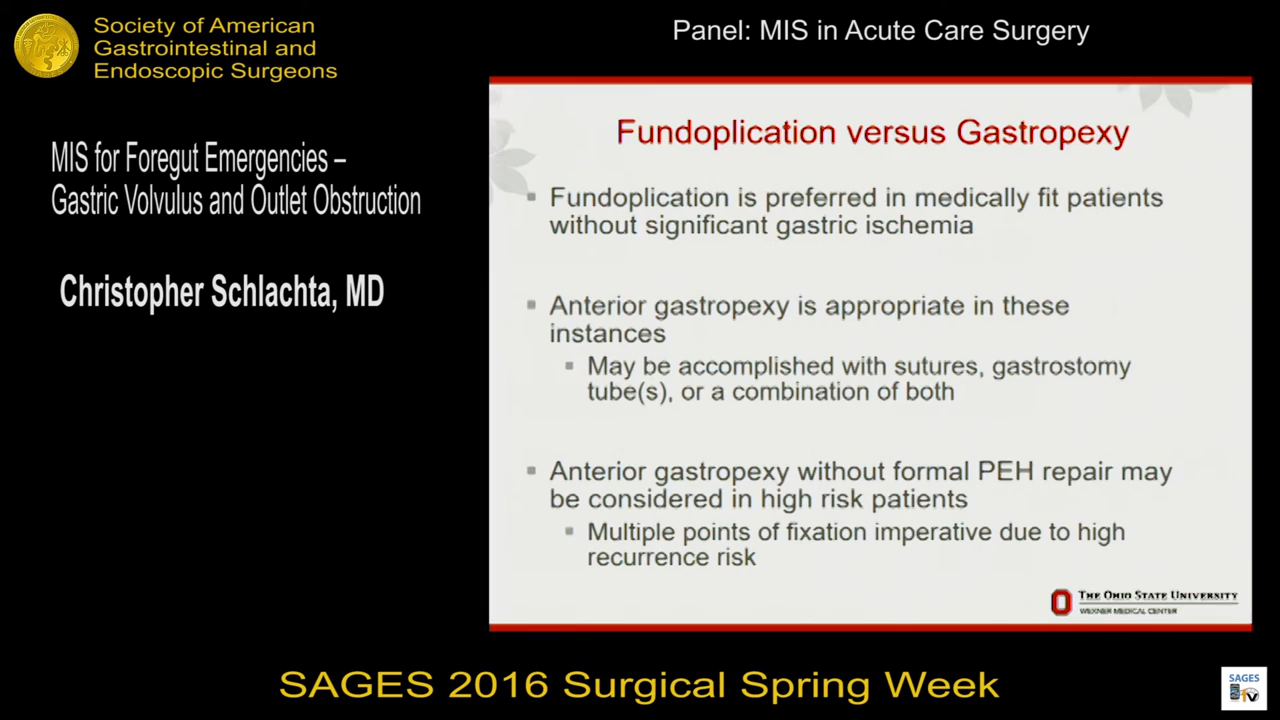 Society of American
Gastrointestinal and
Endoscopic Surgeons
Panel: MIS in Acute Care Surgery
MIS for Foregut Emergencies –
Gastric Volvulus and Outlet Obstruction
Christopher Schlachta, MD
Fundoplication versus Gastropexy
Fundoplication is preferred in medically fit patients
without significant gastric ischemia
Anterior gastropexy is appropriate in these
instances
May be accomplished with sutures, gastrostomy
tube(s), or a combination of both
Anterior gastropexy without formal PEH repair may
be considered in high risk patients
Multiple points of fixation imperative due to high
recurrence risk
THE OHIO STATE UNIVERSITY
WEXNER MEDICAL CENTER
SAGES 2016 Surgical Spring Week
SAGES
TV